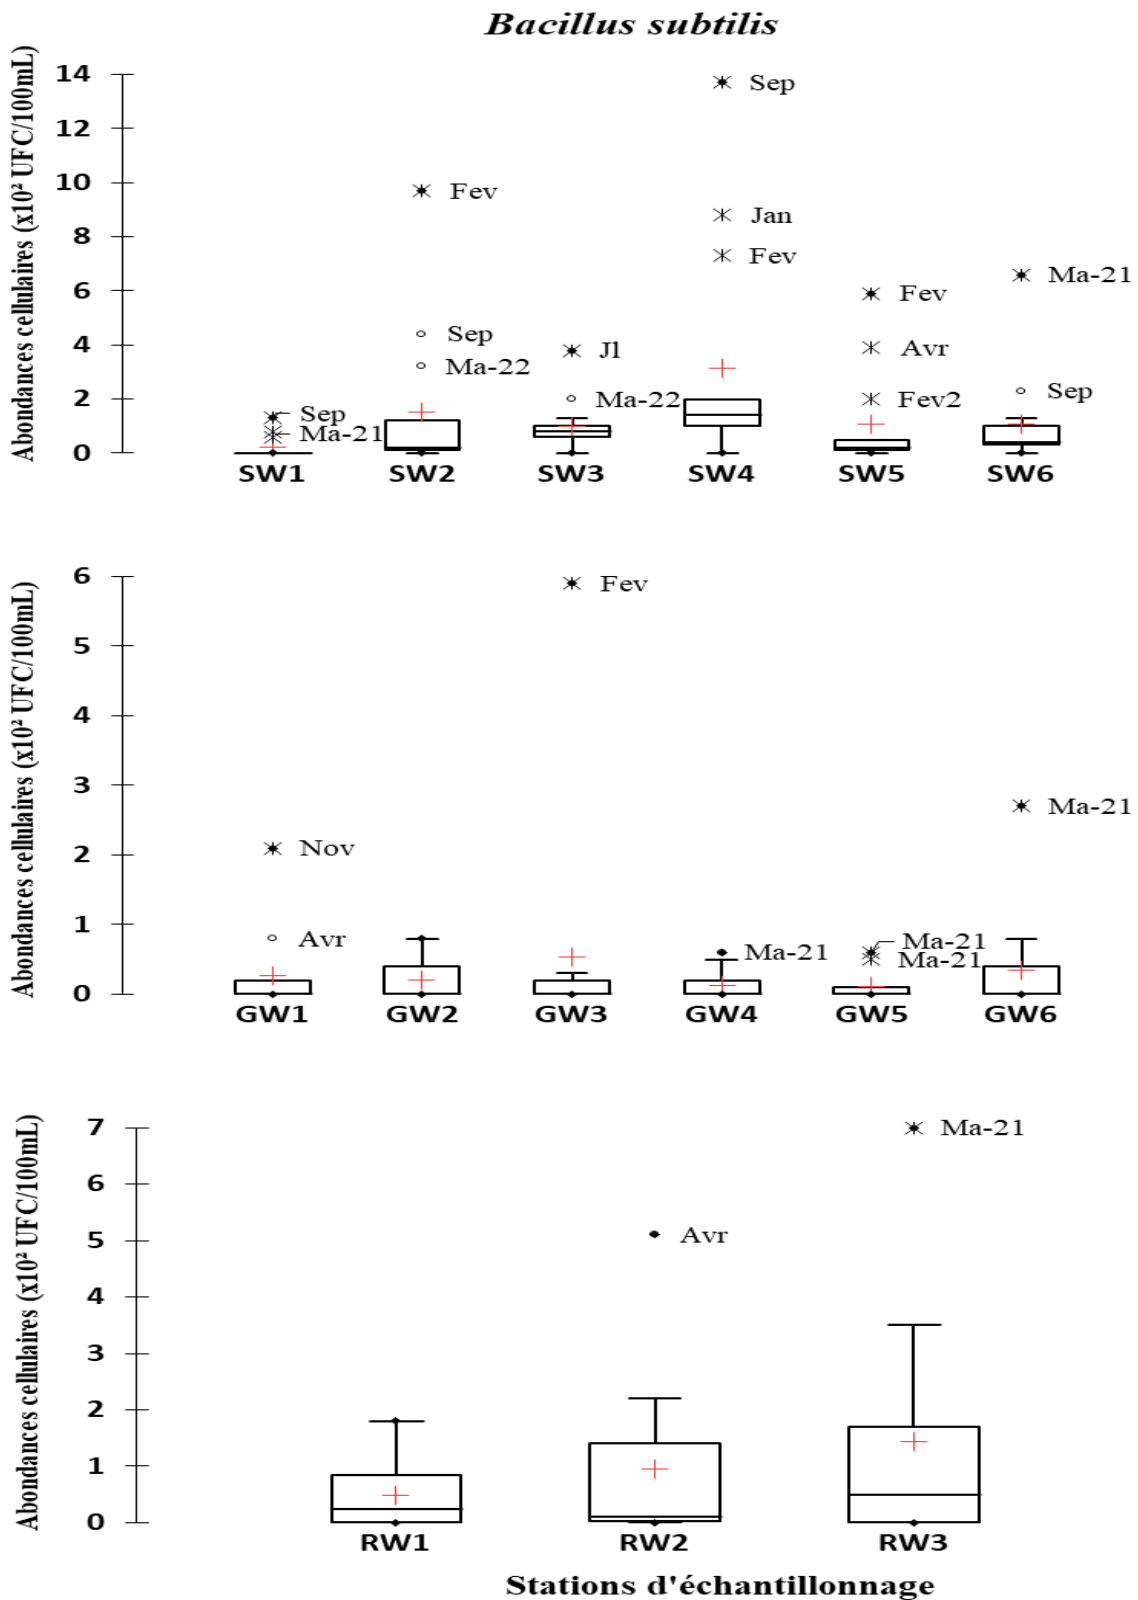 Bacillus subtilis
Abondances cellulaires (x10² UFC/100mL)
14
12
10
8
6
4
2
0
Sep
Fev
Jan
Fev
Ma-21
Fev
Sep
Jl
Avr
Ma-22
Ma-22
Fev2
Sep
Sep
Ma-21
SW1 SW2 SW3 SW4 SW5 SW6
Abondances cellulaires (x10² UFC/100mL)
6
5
4
3
2
1
0
Fev
Ma-21
Nov
Avr
Ma-21
Ma-21
Ma-21
GW1 GW2 GW3 GW4 GW5 GW6
Abondances cellulaires (x10² UFC/100mL)
7
6
5
4
3
2
1
0
Ma-21
Avr
RW1 RW2 RW3
Stations d'échantillonnage